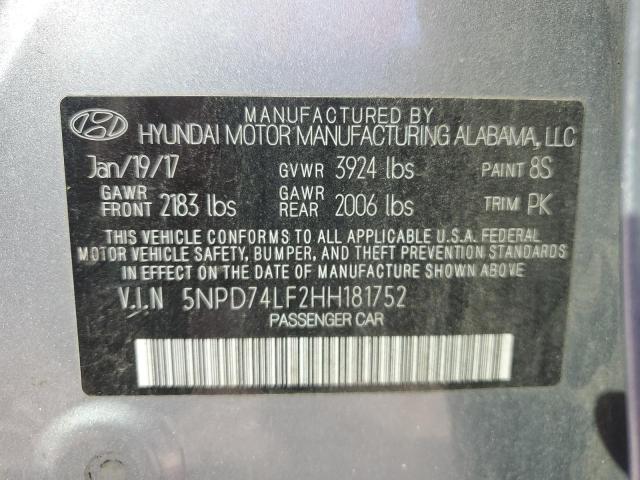 MANUFACTURED BY
HYUNDAI MOTOR MANUFACTURING ALABAMA, LLC
Jan/19/17 GVWR 3924 lbs PAINT 8S
GAWR FRONT 2183 lbs GAWR REAR 2006 lbs TRIM PK
THIS VEHICLE CONFORMS TO ALL APPLICABLE U.S.A. FEDERAL
MOTOR VEHICLE SAFETY, BUMPER, AND THEFT PREVENTION STANDARDS
IN EFFECT ON THE DATE OF MANUFACTURE SHOWN ABOVE.
V.I.N 5NPD74LF2HH181752
PASSENGER CAR